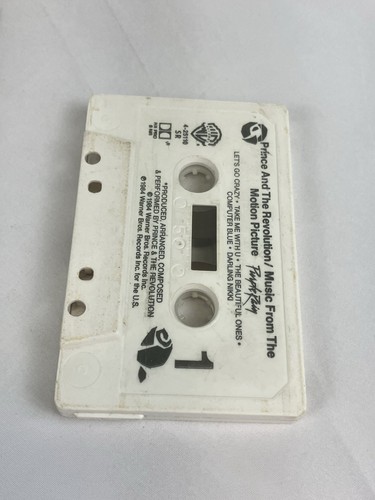 Prince And The Revolution/ Music From The
Motion Picture Purple Rain
LET'S GO CRAZY • TAKE ME WITH U • THE BEAUTIFUL ONES •
COMPUTER BLUE • DARLING NIKKI
4-25110
SR
1
*PRODUCED, ARRANGED, COMPOSED
& PERFORMED BY PRINCE & THE REVOLUTION
℗1984 Warner Bros. Records Inc.
©1984 Warner Bros. Records Inc. for the U.S.